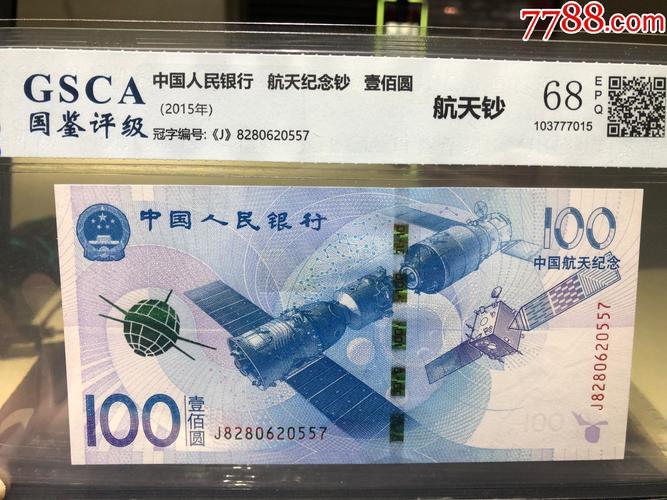 7788.com
GSCA
国鉴评级
中国人民银行 航天纪念钞 壹佰圆
(2015年)
冠字编号:《J》8280620557
航天钞
68
EPQ
103777015
中国人民银行
100
中国航天纪念
J8280620557
100
壹佰圆
J8280620557
100